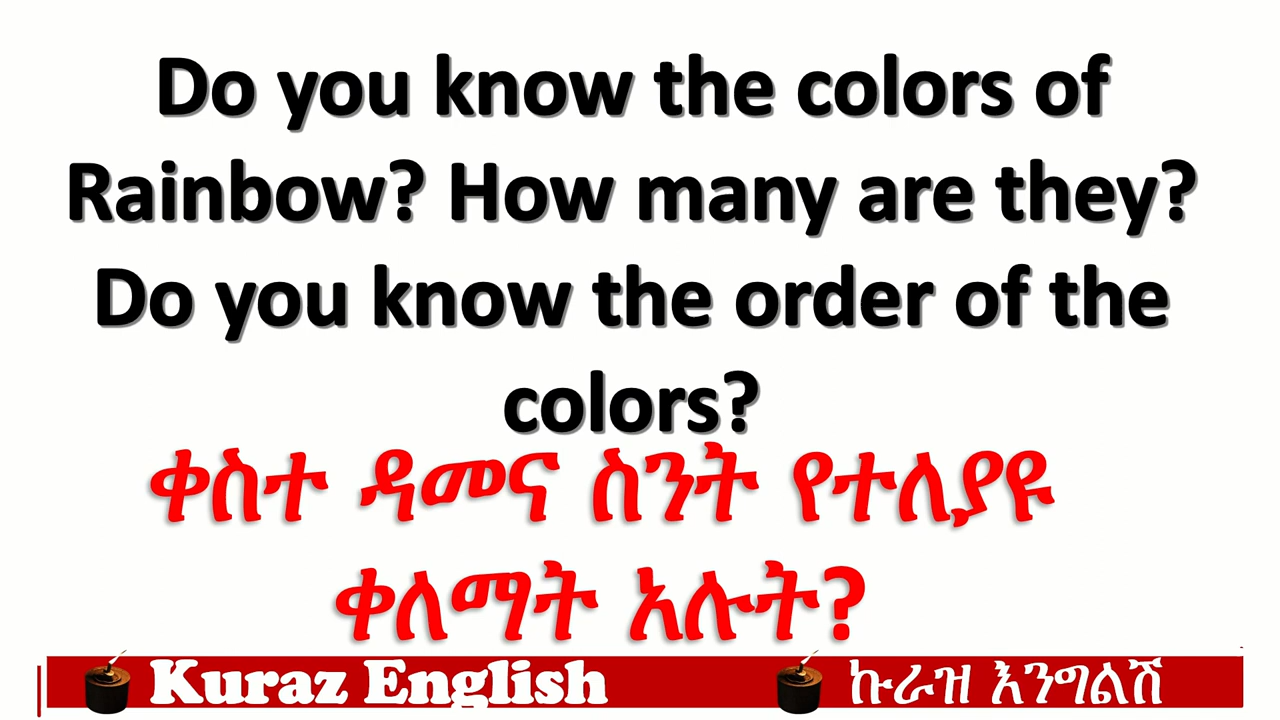 Do you know the colors of
Rainbow? How many are they?
Do you know the order of the
colors?
ቀስተ ዳመና ስንት የተለያዩ
ቀለማት አሉት?
Kuraz English
ኩራዝ እንግልሽ